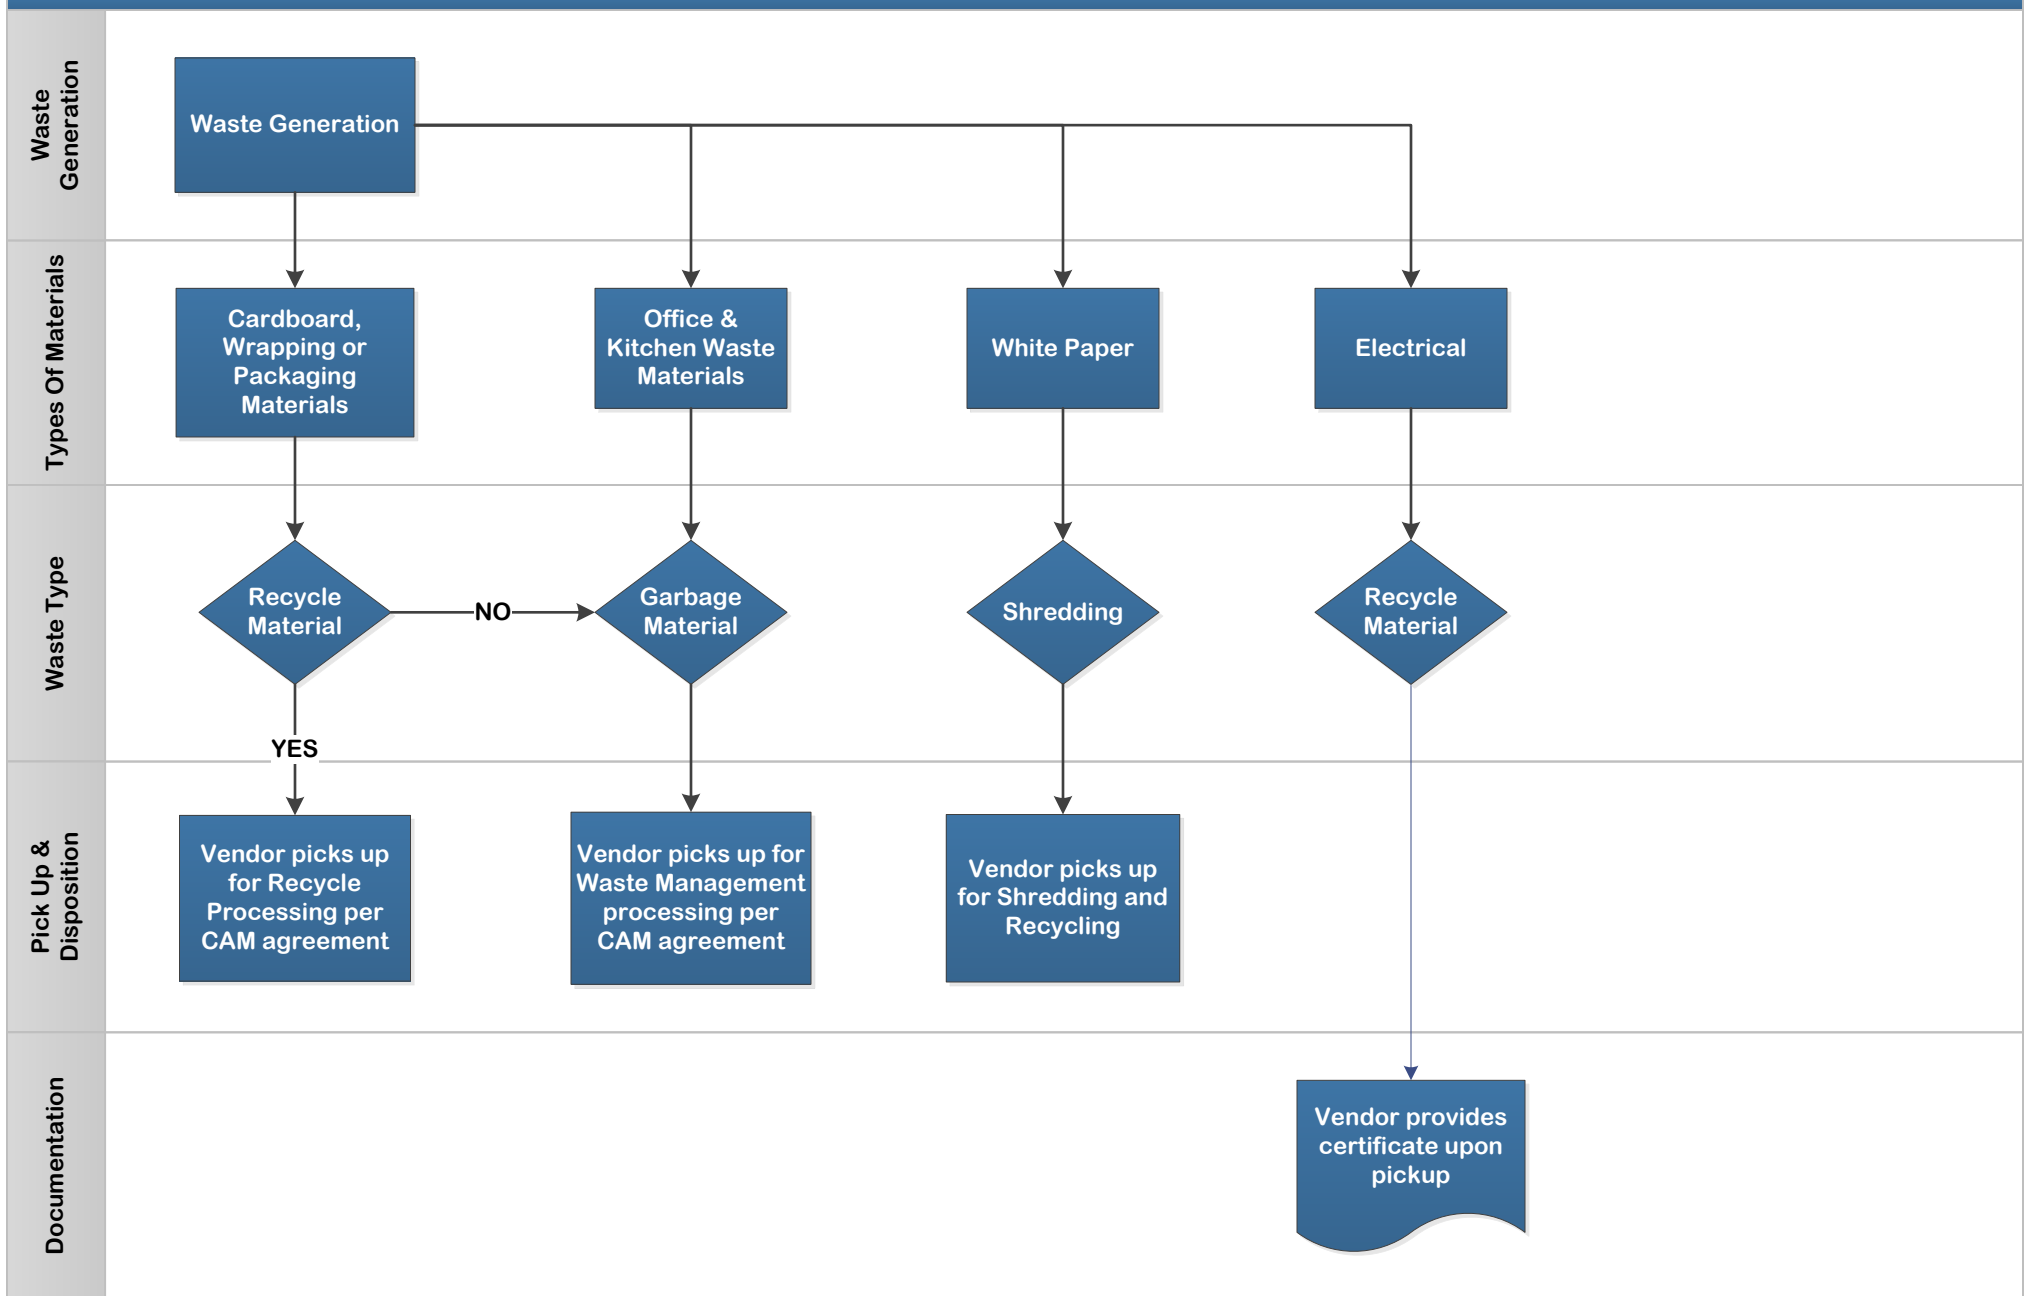 Waste
Generation
Waste Generation
Types Of Materials
Cardboard,
Wrapping or
Packaging
Materials
Office &
Kitchen Waste
Materials
White Paper
Electrical
Waste Type
Recycle
Material
NO
Garbage
Material
Shredding
Recycle
Material
YES
Pick Up &
Disposition
Vendor picks up
for Recycle
Processing per
CAM agreement
Vendor picks up for
Waste Management
processing per
CAM agreement
Vendor picks up
for Shredding and
Recycling
Documentation
Vendor provides
certificate upon
pickup